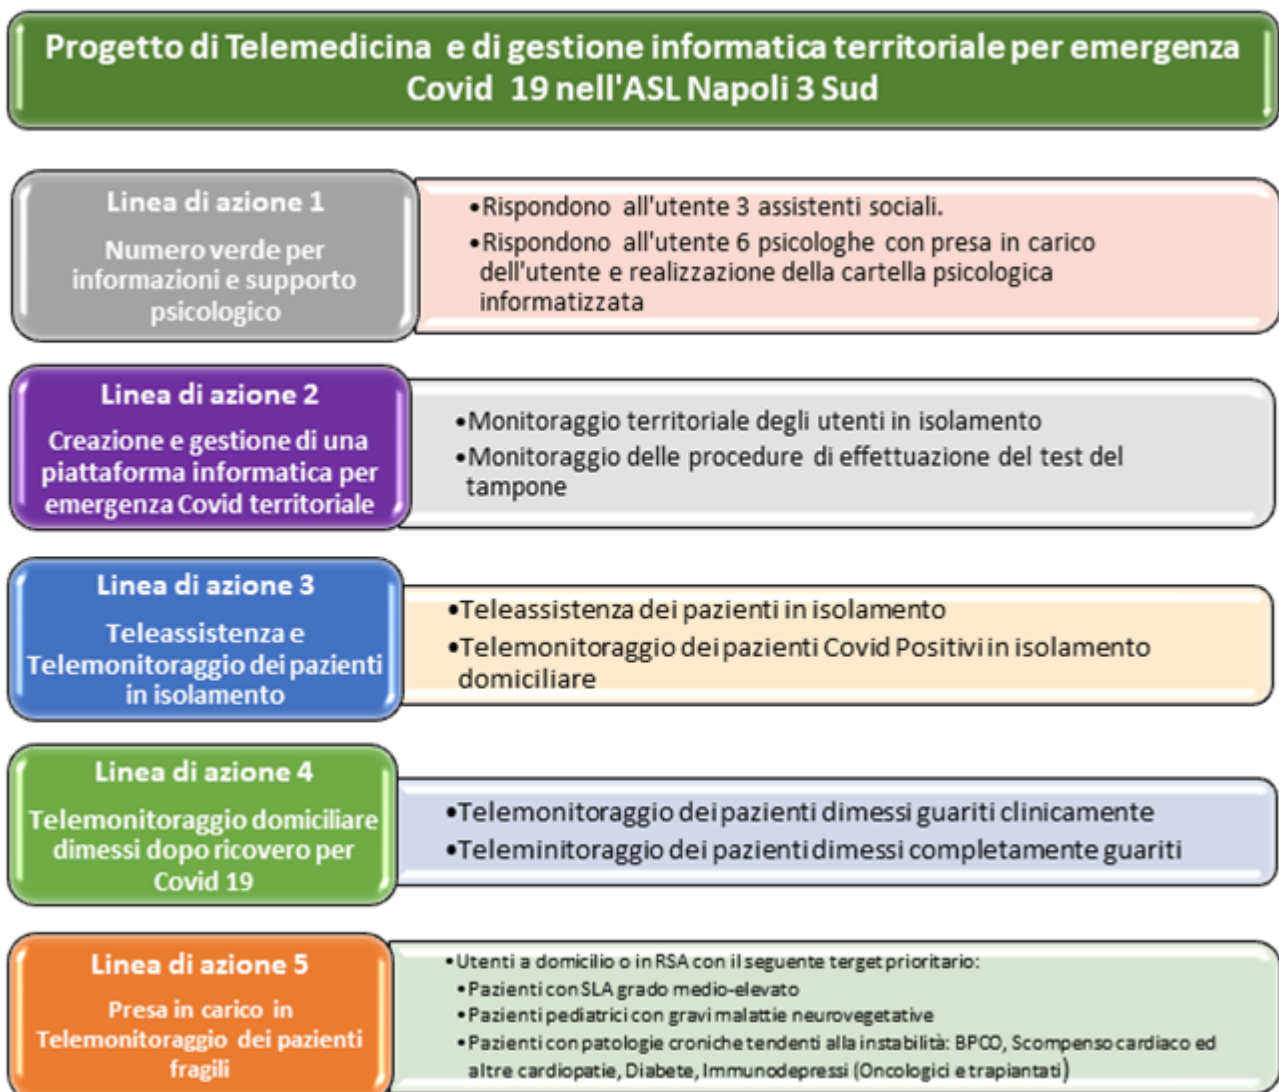 Progetto di Telemedicina e di gestione informatica territoriale per emergenza
Covid 19 nell'ASL Napoli 3 Sud
Linea di azione 1
Numero verde per
informazioni e supporto
psicologico
•Rispondono all'utente 3 assistenti sociali.
•Rispondono all'utente 6 psicologhe con presa in carico
dell'utente e realizzazione della cartella psicologica
informatizzata
Linea di azione 2
Creazione e gestione di una
piattaforma informatica per
emergenza Covid territoriale
•Monitoraggio territoriale degli utenti in isolamento
•Monitoraggio delle procedure di effettuazione del test del
tampone
Linea di azione 3
Teleassistenza e
Telemonitoraggio dei pazienti
in isolamento
•Teleassistenza dei pazienti in isolamento
•Telemonitoraggio dei pazienti Covid Positivi in isolamento
domiciliare
Linea di azione 4
Telemonitoraggio domiciliare
dimessi dopo ricovero per
Covid 19
•Telemonitoraggio dei pazienti dimessi guariti clinicamente
•Teleminitoraggio dei pazienti dimessi completamente guariti
Linea di azione 5
Presa in carico in
Telemonitoraggio dei pazienti
fragili
•Utenti a domicilio o in RSA con il seguente terget prioritario:
•Pazienti con SLA grado medio-elevato
•Pazienti pediatrici con gravi malattie neurovegetative
•Pazienti con patologie croniche tendenti alla instabilità: BPCO, Scompenso cardiaco ed
altre cardiopatie, Diabete, Immunodepressi (Oncologici e trapiantati)